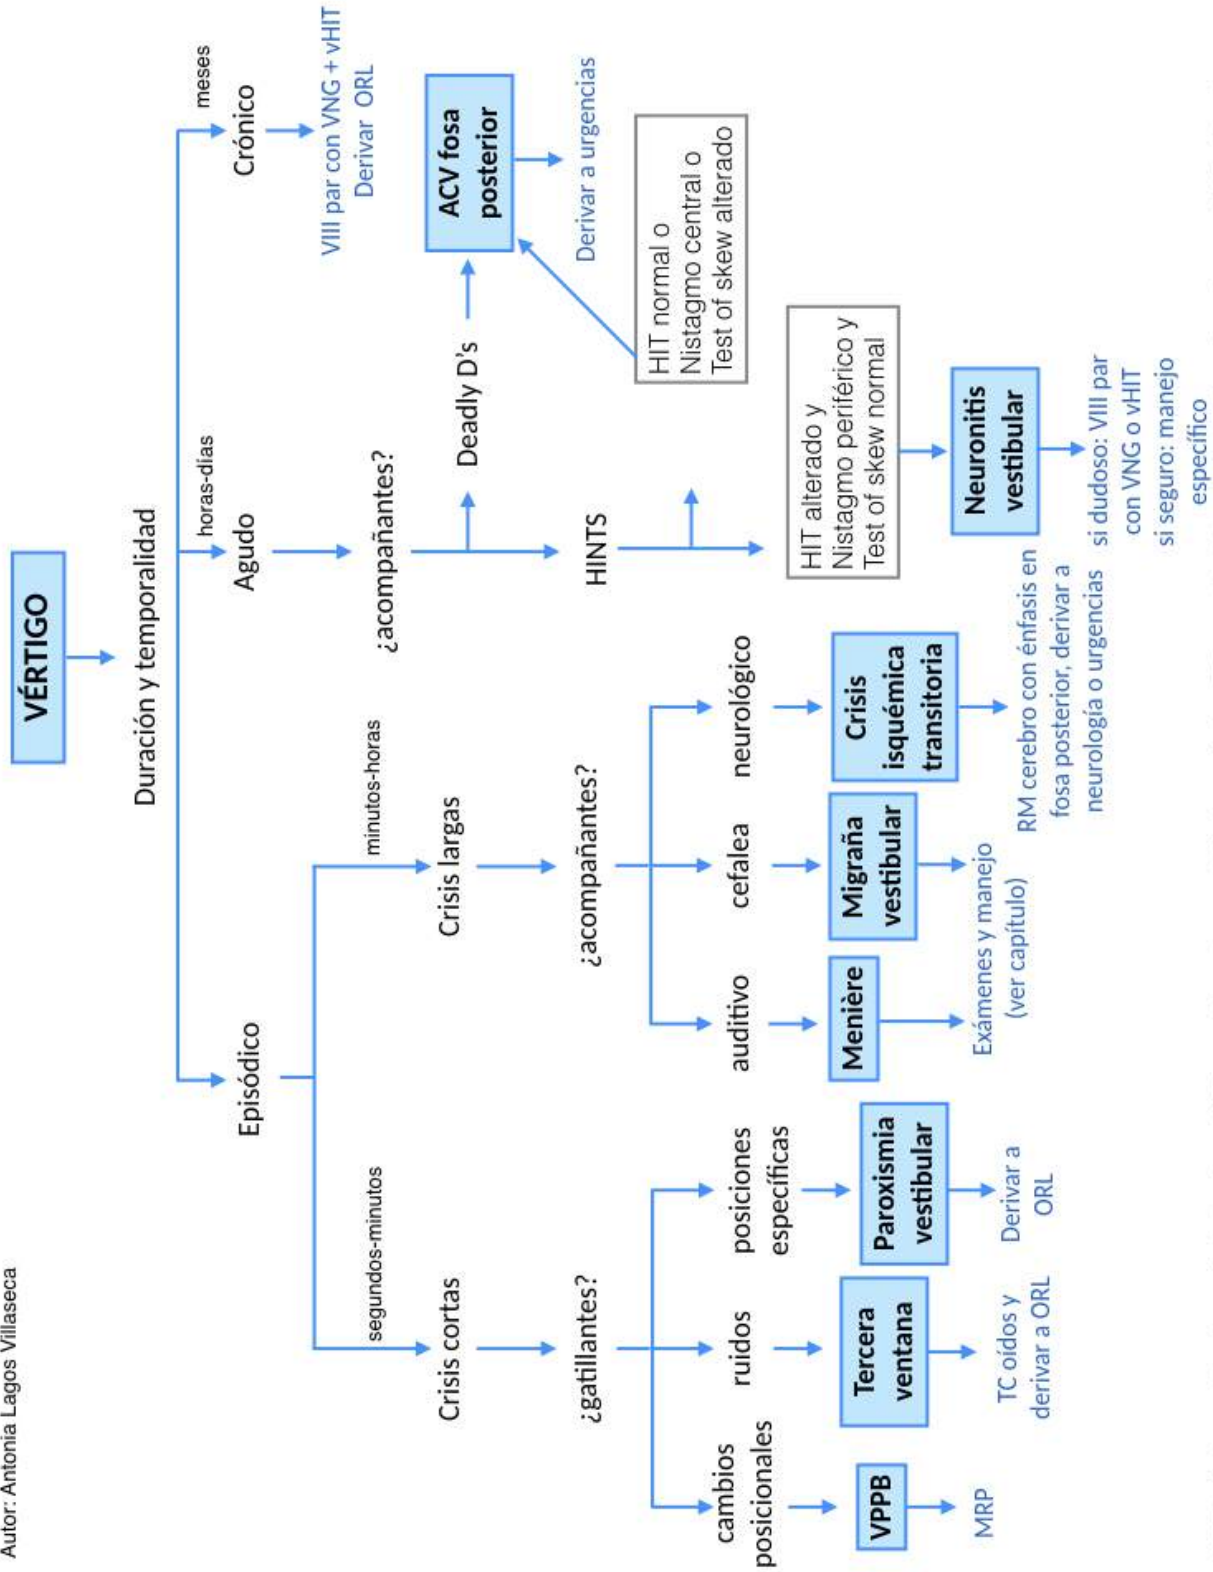 Autor: Antonia Lagos Villaseca
VÉRTIGO
Duración y temporalidad
Episódico
segundos-minutos
Crisis cortas
¿gatillantes?
cambios
posicionales
VPPB
MRP
ruidos
Tercera
ventana
TC oídos y
derivar a ORL
posiciones
específicas
Paroxismia
vestibular
Derivar a
ORL
minutos-horas
Crisis largas
¿acompañantes?
auditivo
Menière
cefalea
Migraña
vestibular
Exámenes y manejo
(ver capítulo)
neurológico
Crisis
isquémica
transitoria
RM cerebro con énfasis en
fosa posterior, derivar a
neurología o urgencias
horas-días
Agudo
¿acompañantes?
Deadly D's
ACV fosa
posterior
Derivar a urgencias
HINTS
HIT normal o
Nistagmo central o
Test of skew alterado
HIT alterado y
Nistagmo periférico y
Test of skew normal
Neuronitis
vestibular
si dudoso: VIII par
con VNG o vHIT
si seguro: manejo
específico
meses
Crónico
VIII par con VNG + vHIT
Derivar ORL